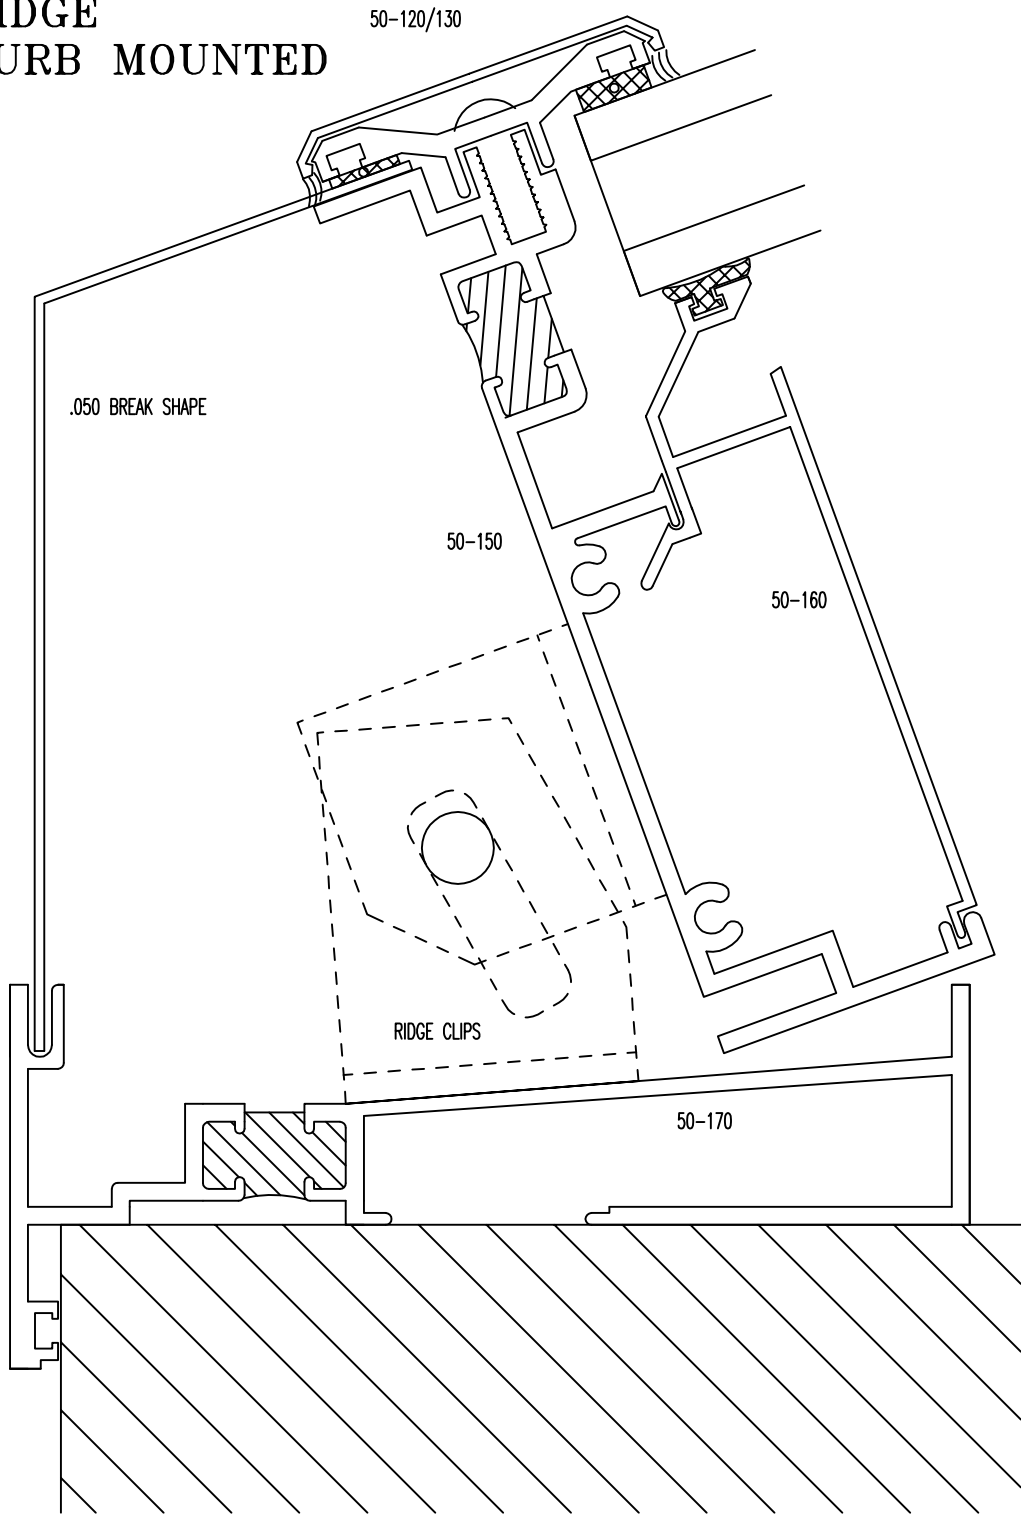 IDGE
50-120/130
URB MOUNTED
.050 BREAK SHAPE
50-150
50-160
RIDGE CLIPS
50-170